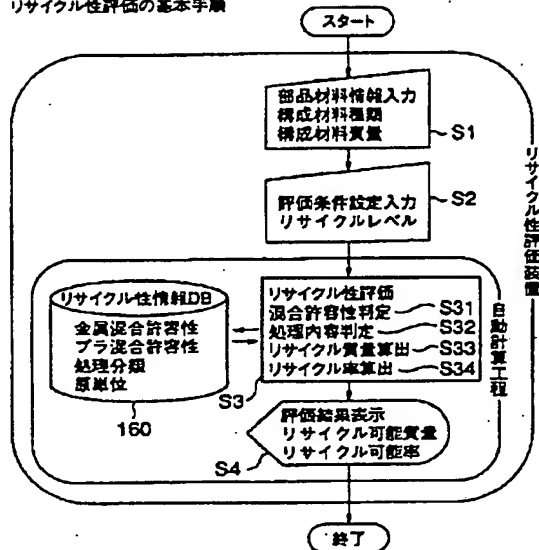 リサイクル性評価の基本手順
スタート
部品材料情報入力
構成材料種類
構成材料質量
S1
評価条件設定入力
リサイクルレベル
S2
リサイクル性評価装置
リサイクル性情報DB
金属混合許容性
プラ混合許容性
処理分類
原単位
160
リサイクル性評価
混合許容性判定
S31
処理内容判定
S32
リサイクル質量算出
S33
リサイクル率算出
S34
S3
自動計算工程
評価結果表示
リサイクル可能質量
リサイクル可能率
S4
終了